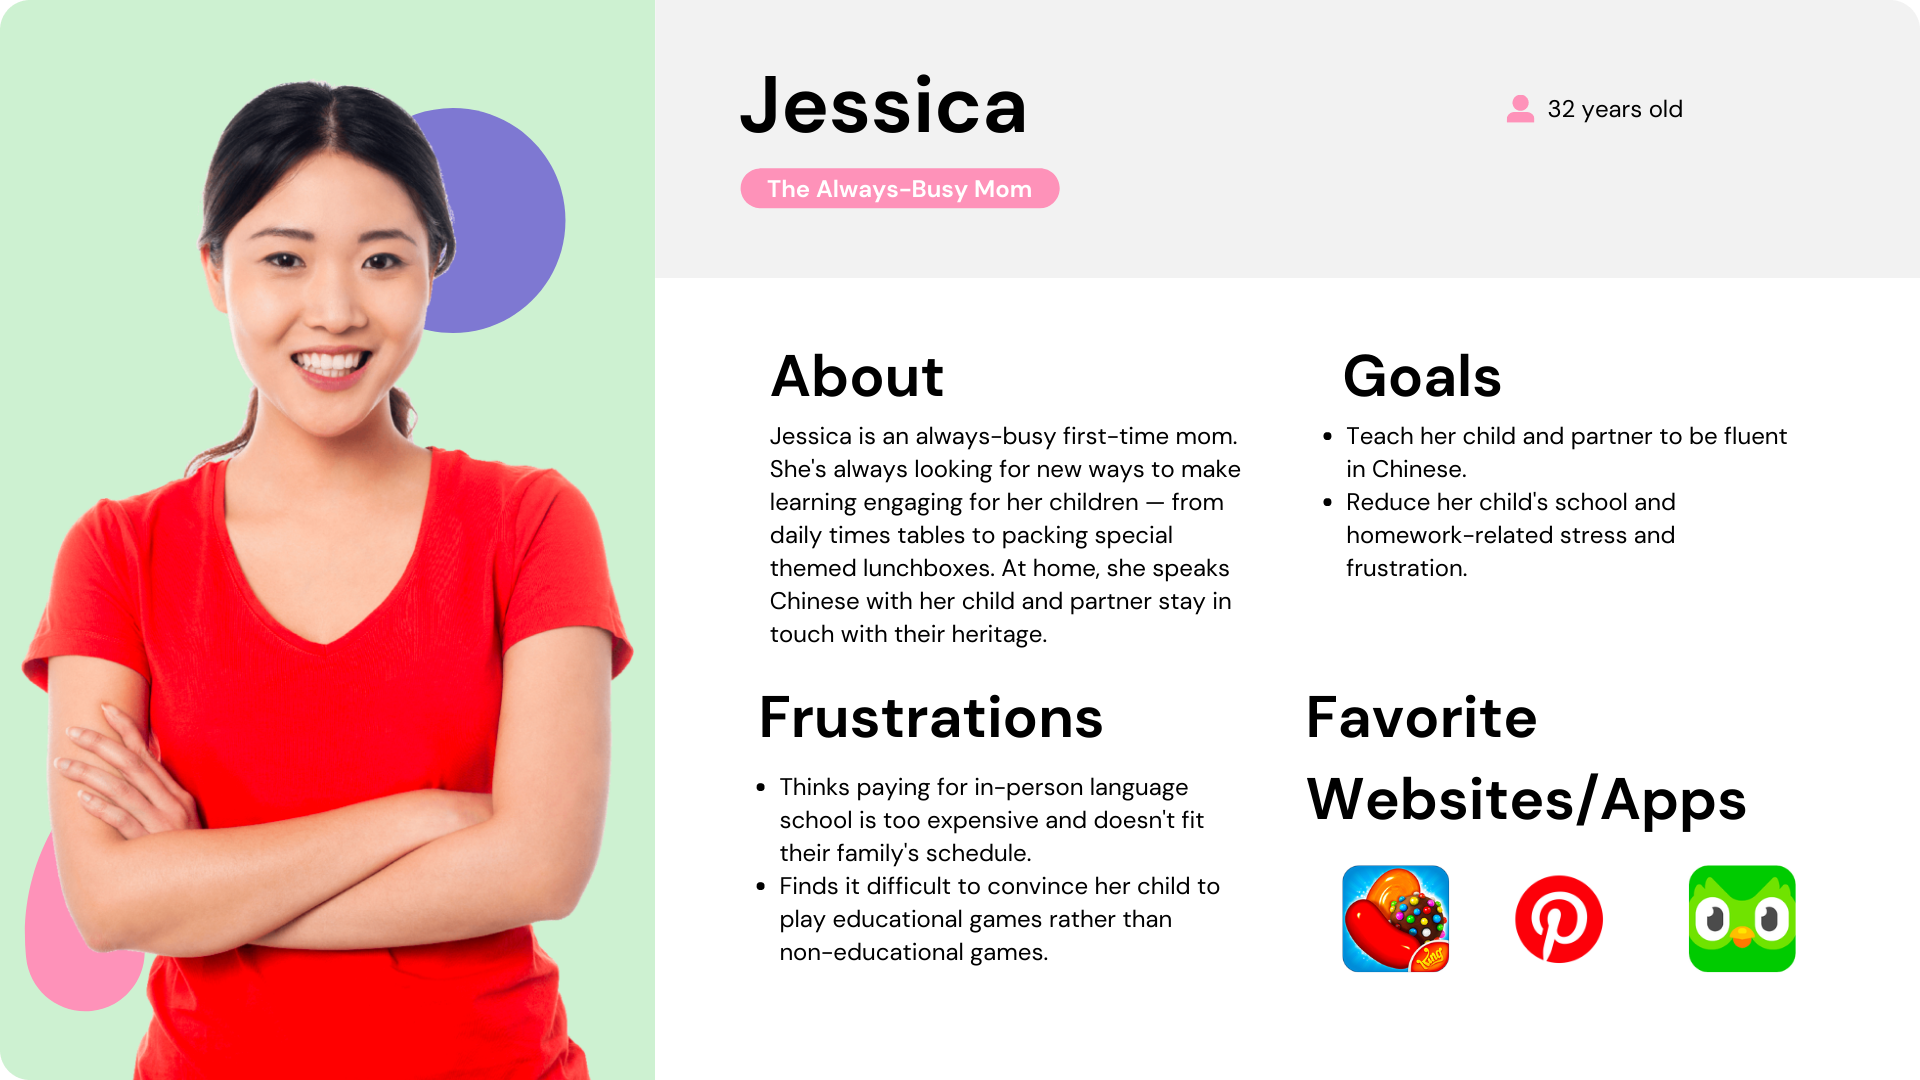 Jessica
The Always-Busy Mom
32 years old
About
Jessica is an always-busy first-time mom.
She's always looking for new ways to make
learning engaging for her children — from
daily times tables to packing special
themed lunchboxes. At home, she speaks
Chinese with her child and partner stay in
touch with their heritage.
Goals
• Teach her child and partner to be fluent
in Chinese.
• Reduce her child's school and
homework-related stress and
frustration.
Frustrations
• Thinks paying for in-person language
school is too expensive and doesn't fit
their family's schedule.
• Finds it difficult to convince her child to
play educational games rather than
non-educational games.
Favorite
Websites/Apps
King